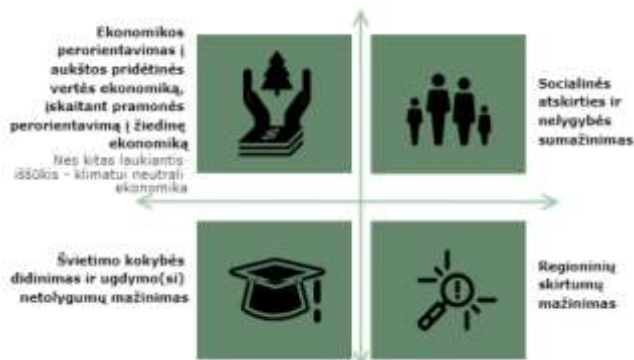 Ekonomikos
perorientavimas į
aukštos pridėtinės
vertės ekonomiką,
įskaitant pramonės
perorientavimą į žiedinę
ekonomiką
Nes kitas laukiantis
iššūkis - klimatui neutrali
ekonomika
Socialinės
atskirties ir
nelygybės
sumažinimas
Švietimo kokybės
didinimas ir ugdymo(si)
netolygumų mažinimas
Regioninių
skirtumų
mažinimas